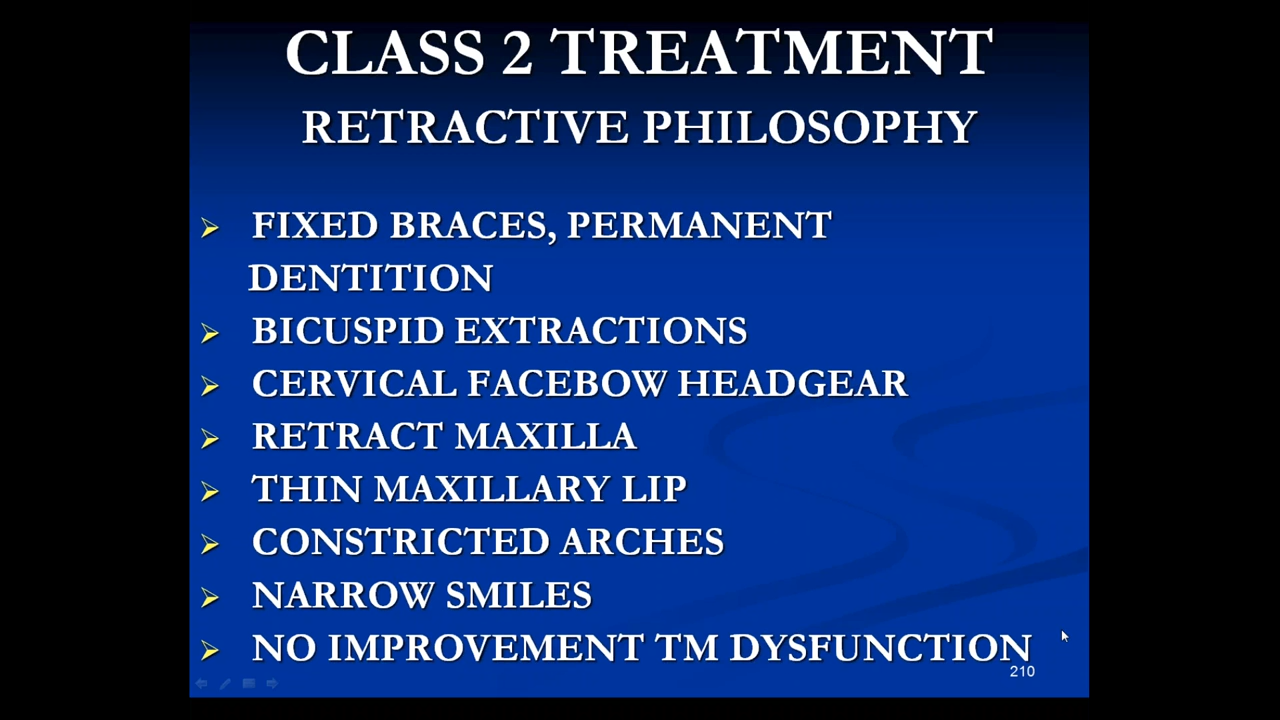 CLASS 2 TREATMENT
RETRACTIVE PHILOSOPHY
FIXED BRACES, PERMANENT
DENTITION
BICUSPID EXTRACTIONS
CERVICAL FACEBOW HEADGEAR
RETRACT MAXILLA
THIN MAXILLARY LIP
CONSTRICTED ARCHES
NARROW SMILES
NO IMPROVEMENT TM DYSFUNCTION
210